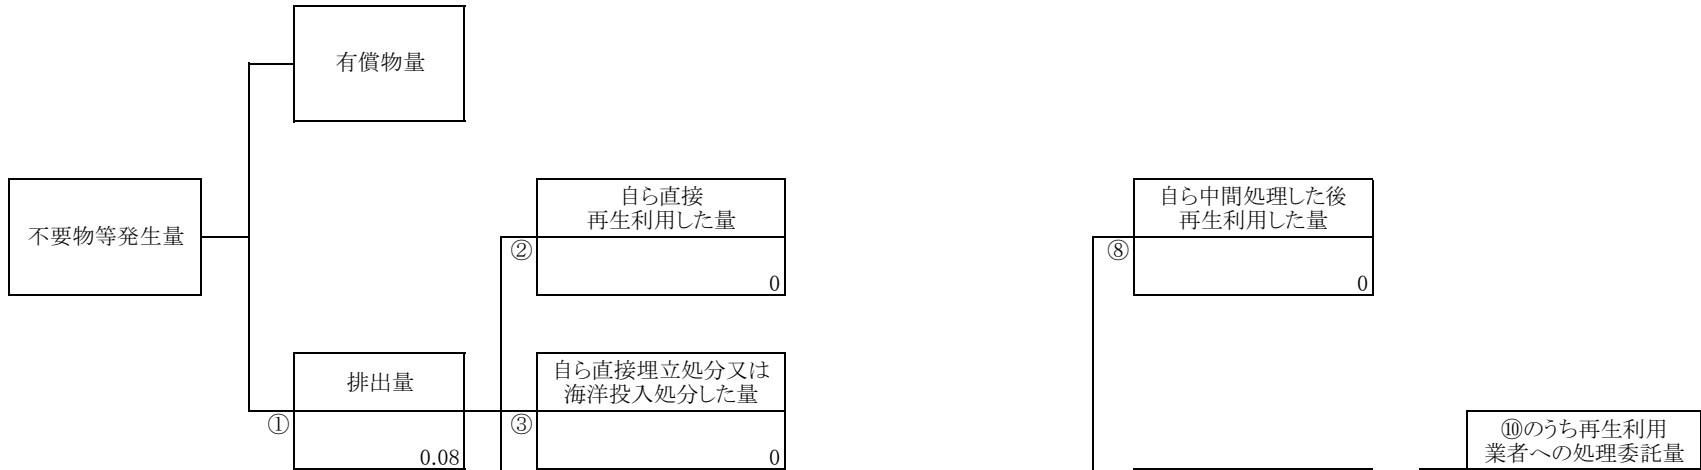 有償物量
不要物等発生量
自ら直接
再生利用した量
②
0
自ら中間処理した後
再生利用した量
⑧
0
排出量
①
0.08
自ら直接埋立処分又は
海洋投入処分した量
③
0
⑩のうち再生利用
業者への処理委託量